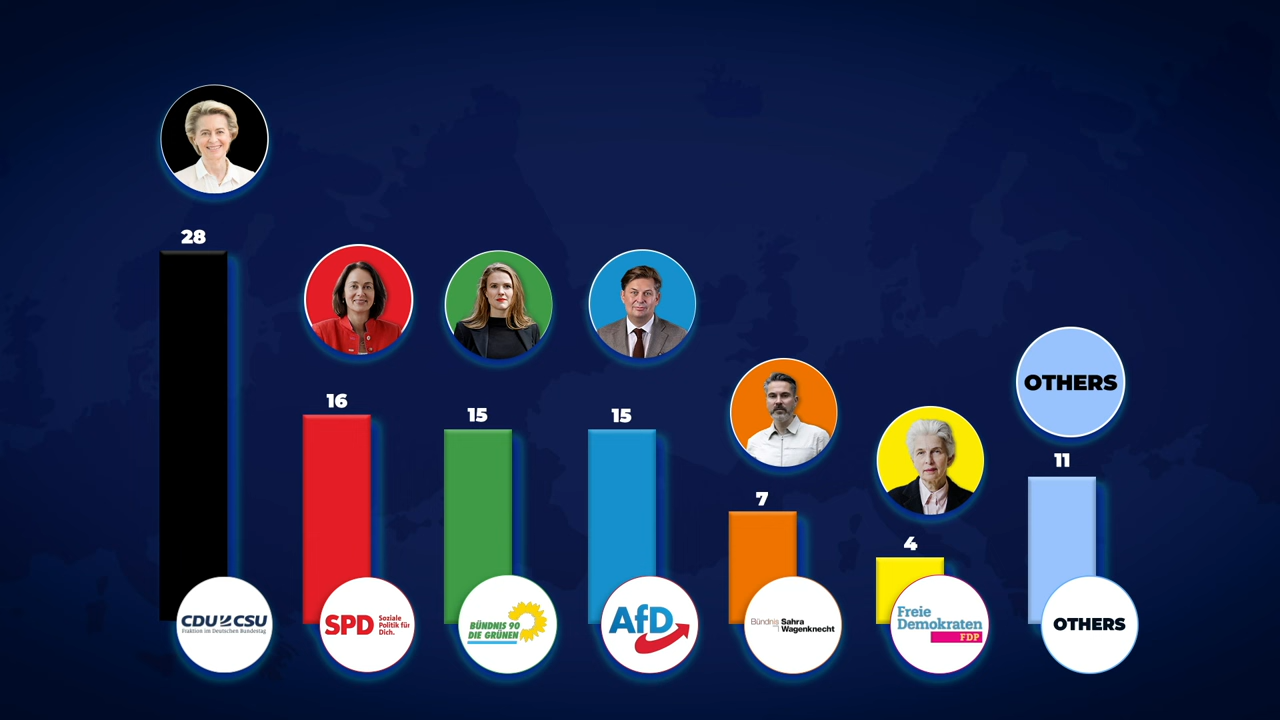 28
16
15
15
7
4
OTHERS
11
CDU CSU
Fraktion im Deutschen Bundestag
SPD Soziale
Politik für
Dich.
BÜNDNIS 90
DIE GRÜNEN
AfD
Bündnis Sahra
Wagenknecht
Freie
Demokraten
FDP
OTHERS